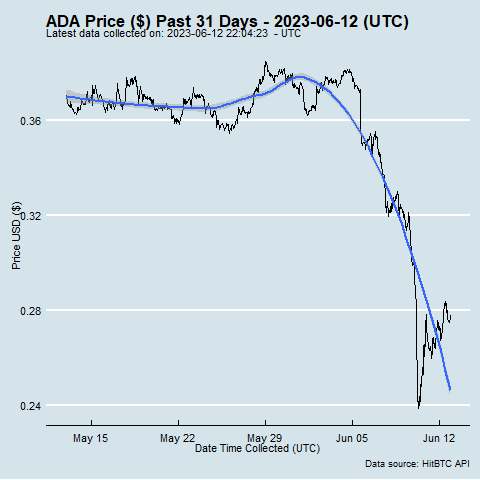 ADA Price ($) Past 31 Days - 2023-06-12 (UTC)
Latest data collected on: 2023-06-12 22:04:23 - UTC
0.36
0.32
0.28
0.24
Price USD ($)
May 15
May 22
May 29
Jun 05
Jun 12
Date Time Collected (UTC)
Data source: HitBTC API